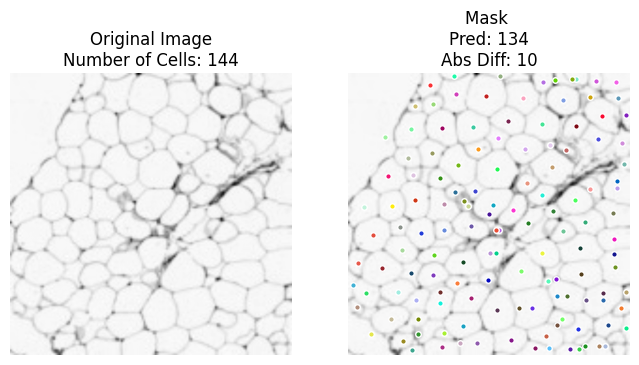 Original Image
Number of Cells: 144
Mask
Pred: 134
Abs Diff: 10